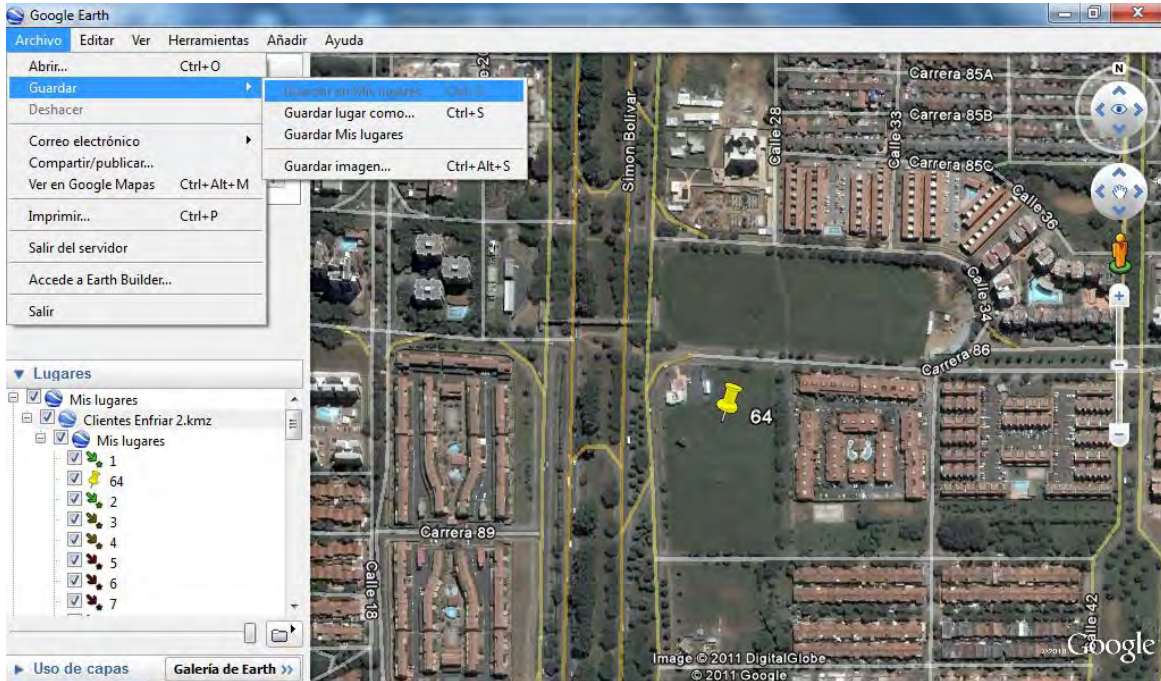 Google Earth
Archivo Editar Ver Herramientas Añadir Ayuda
Abrir... Ctrl+O
Guardar
Deshacer
Correo electrónico
Compartir/publicar...
Ver en Google Mapas Ctrl+Alt+M
Imprimir... Ctrl+P
Salir del servidor
Accede a Earth Builder...
Salir
Guardar en Mis lugares Ctrl+S
Guardar lugar como... Ctrl+S
Guardar Mis lugares
Guardar imagen... Ctrl+Alt+S
Lugares
Mis lugares
Clientes Enfriar 2.kmz
Mis lugares
1
64
2
3
4
5
6
7
Uso de capas Galería de Earth >>
N
Carrera 85A
Carrera 85B
Carrera 85C
Simon Bolívar
Calle 28
Calle 33
Calle 36
Calle 34
Carrera 86
64
Carrera 89
Calle 18
Calle 42
Image © 2011 DigitalGlobe
© 2011 Google
Google